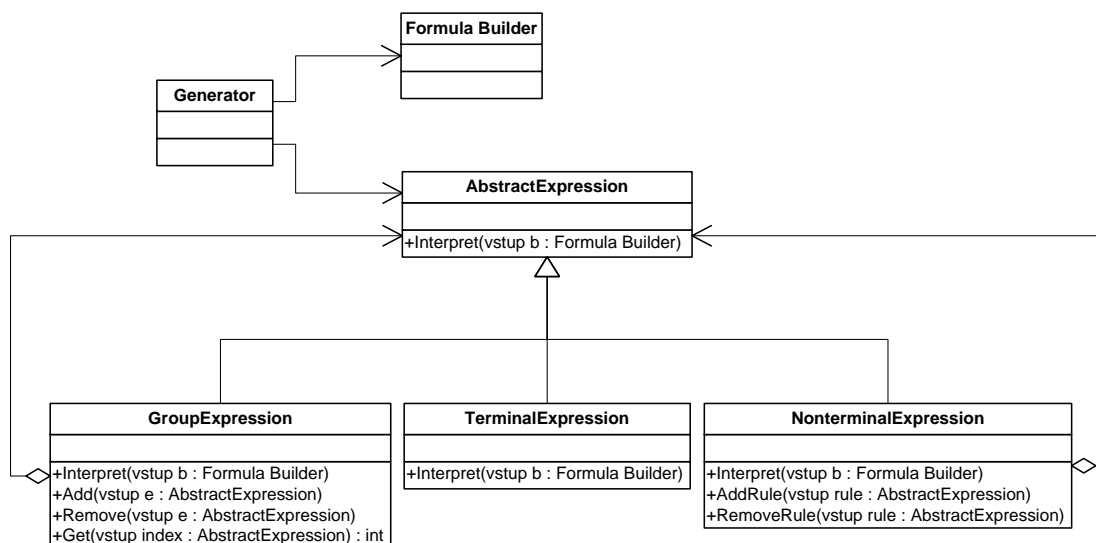 Formula Builder
Generator
AbstractExpression
+Interpret(vstup b : Formula Builder)
GroupExpression
+Interpret(vstup b : Formula Builder)
+Add(vstup e : AbstractExpression)
+Remove(vstup e : AbstractExpression)
+Get(vstup index : AbstractExpression) : int
TerminalExpression
+Interpret(vstup b : Formula Builder)
NonterminalExpression
+Interpret(vstup b : Formula Builder)
+AddRule(vstup rule : AbstractExpression)
+RemoveRule(vstup rule : AbstractExpression)